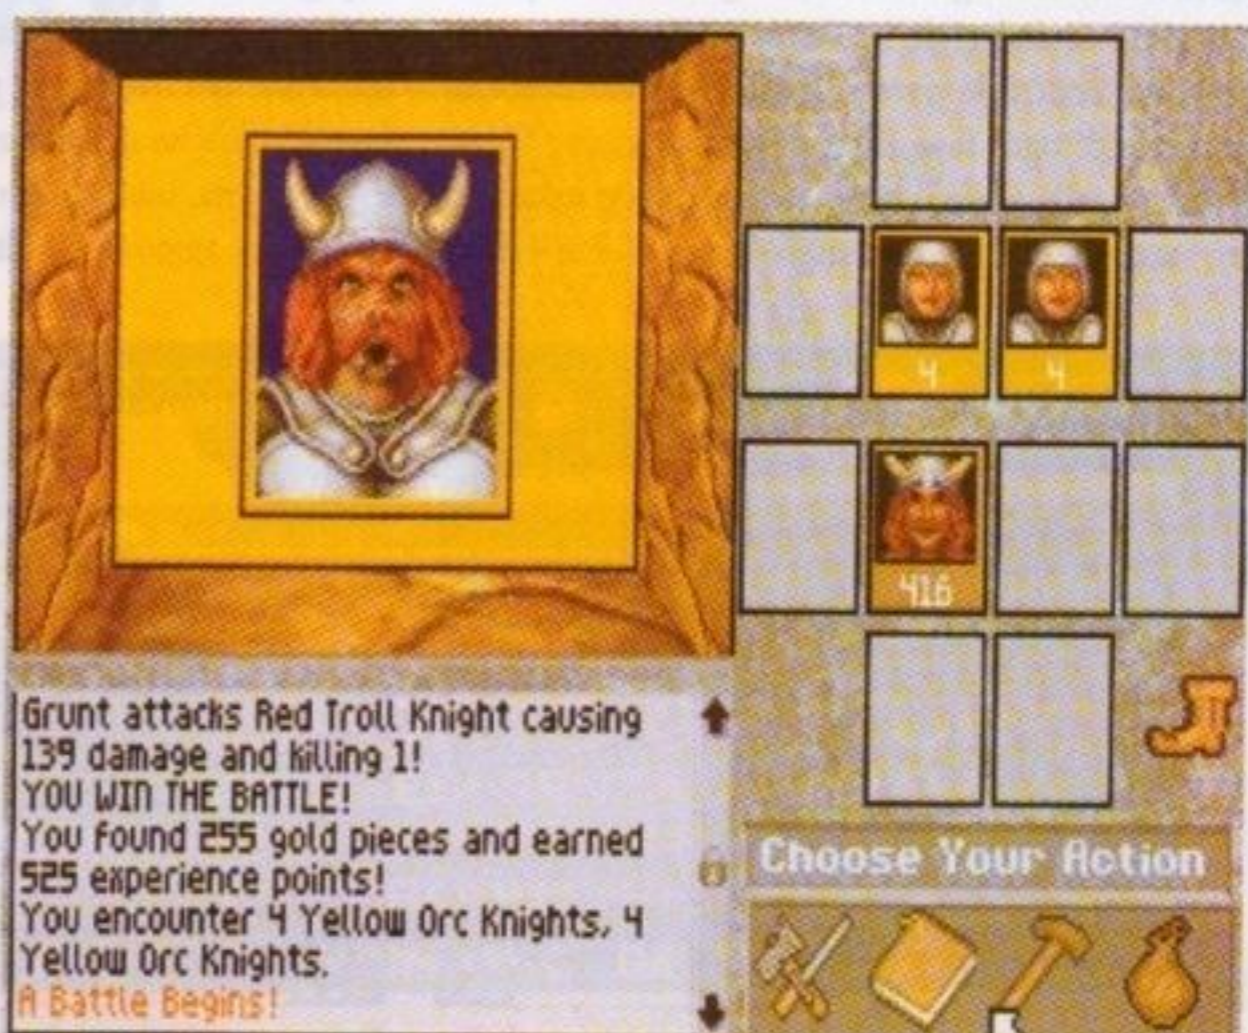 4
4
416
Grunt attacks Red Troll Knight causing
139 damage and killing 1!
YOU WIN THE BATTLE!
You found 255 gold pieces and earned
525 experience points!
You encounter 4 Yellow Orc Knights, 4
Yellow Orc Knights.
A Battle Begins!
Choose Your Action